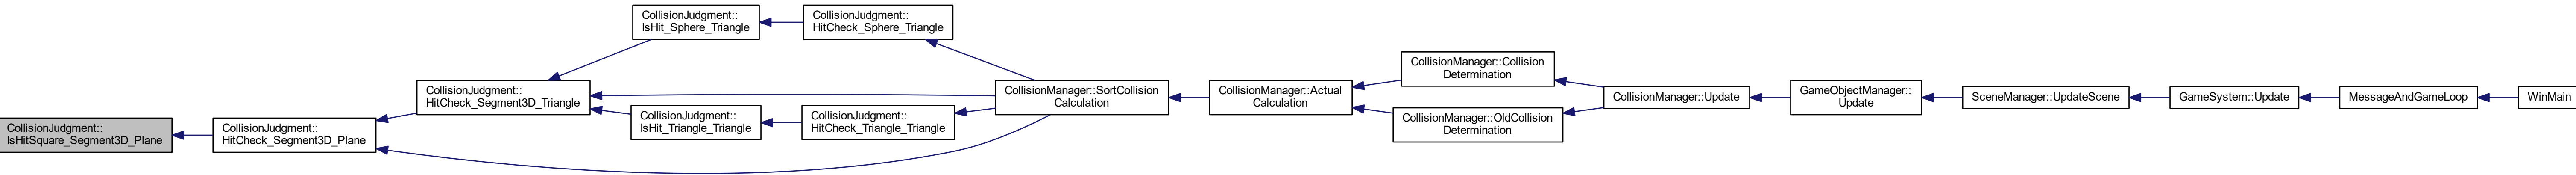 CollisionJudgment::
IsHitSquare_Segment3D_Plane
CollisionJudgment::
HitCheck_Segment3D_Plane
CollisionJudgment::
HitCheck_Segment3D_Triangle
CollisionJudgment::
IsHit_Sphere_Triangle
CollisionJudgment::
HitCheck_Sphere_Triangle
CollisionJudgment::
IsHit_Triangle_Triangle
CollisionJudgment::
HitCheck_Triangle_Triangle
CollisionManager::SortCollision
Calculation
CollisionManager::Actual
Calculation
CollisionManager::Collision
Determination
CollisionManager::OldCollision
Determination
CollisionManager::Update
GameObjectManager::
Update
SceneManager::UpdateScene
GameSystem::Update
MessageAndGameLoop
WinMain